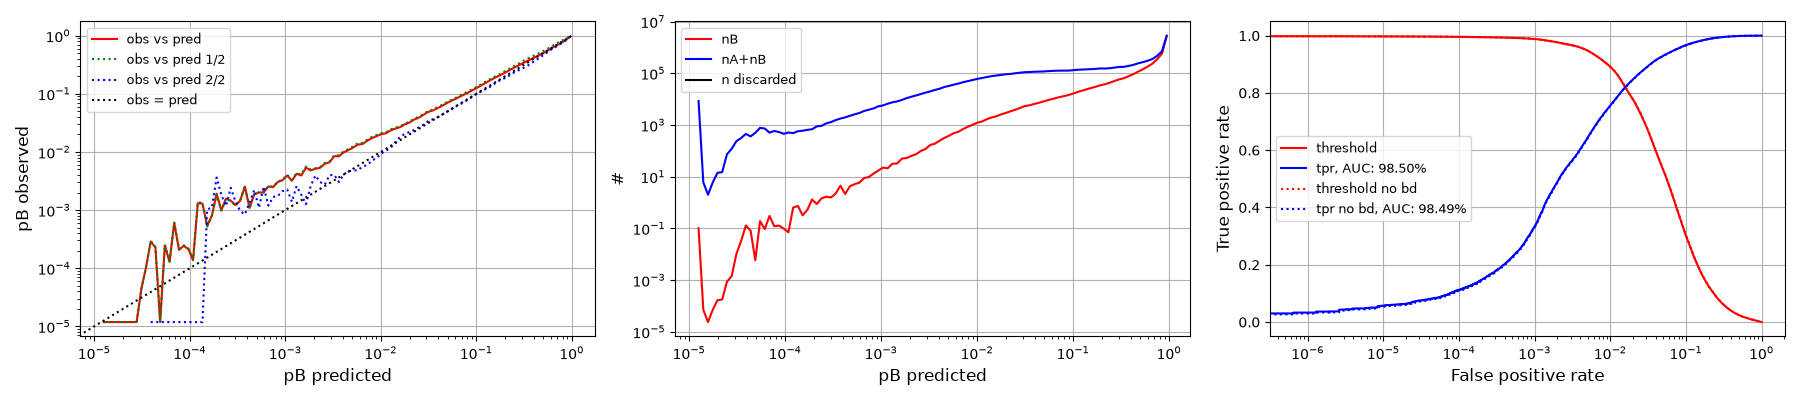 pB observed
10⁰
10⁻¹
10⁻²
10⁻³
10⁻⁴
10⁻⁵
obs vs pred
obs vs pred 1/2
obs vs pred 2/2
obs = pred
10⁻⁵ 10⁻⁴ 10⁻³ 10⁻² 10⁻¹ 10⁰
pB predicted
#
10⁷
10⁵
10³
10¹
10⁻¹
10⁻³
10⁻⁵
nB
nA+nB
n discarded
10⁻⁵ 10⁻⁴ 10⁻³ 10⁻² 10⁻¹ 10⁰
pB predicted
True positive rate
1.0
0.8
0.6
0.4
0.2
0.0
threshold
tpr, AUC: 98.50%
threshold no bd
tpr no bd, AUC: 98.49%
10⁻⁶ 10⁻⁵ 10⁻⁴ 10⁻³ 10⁻² 10⁻¹ 10⁰
False positive rate